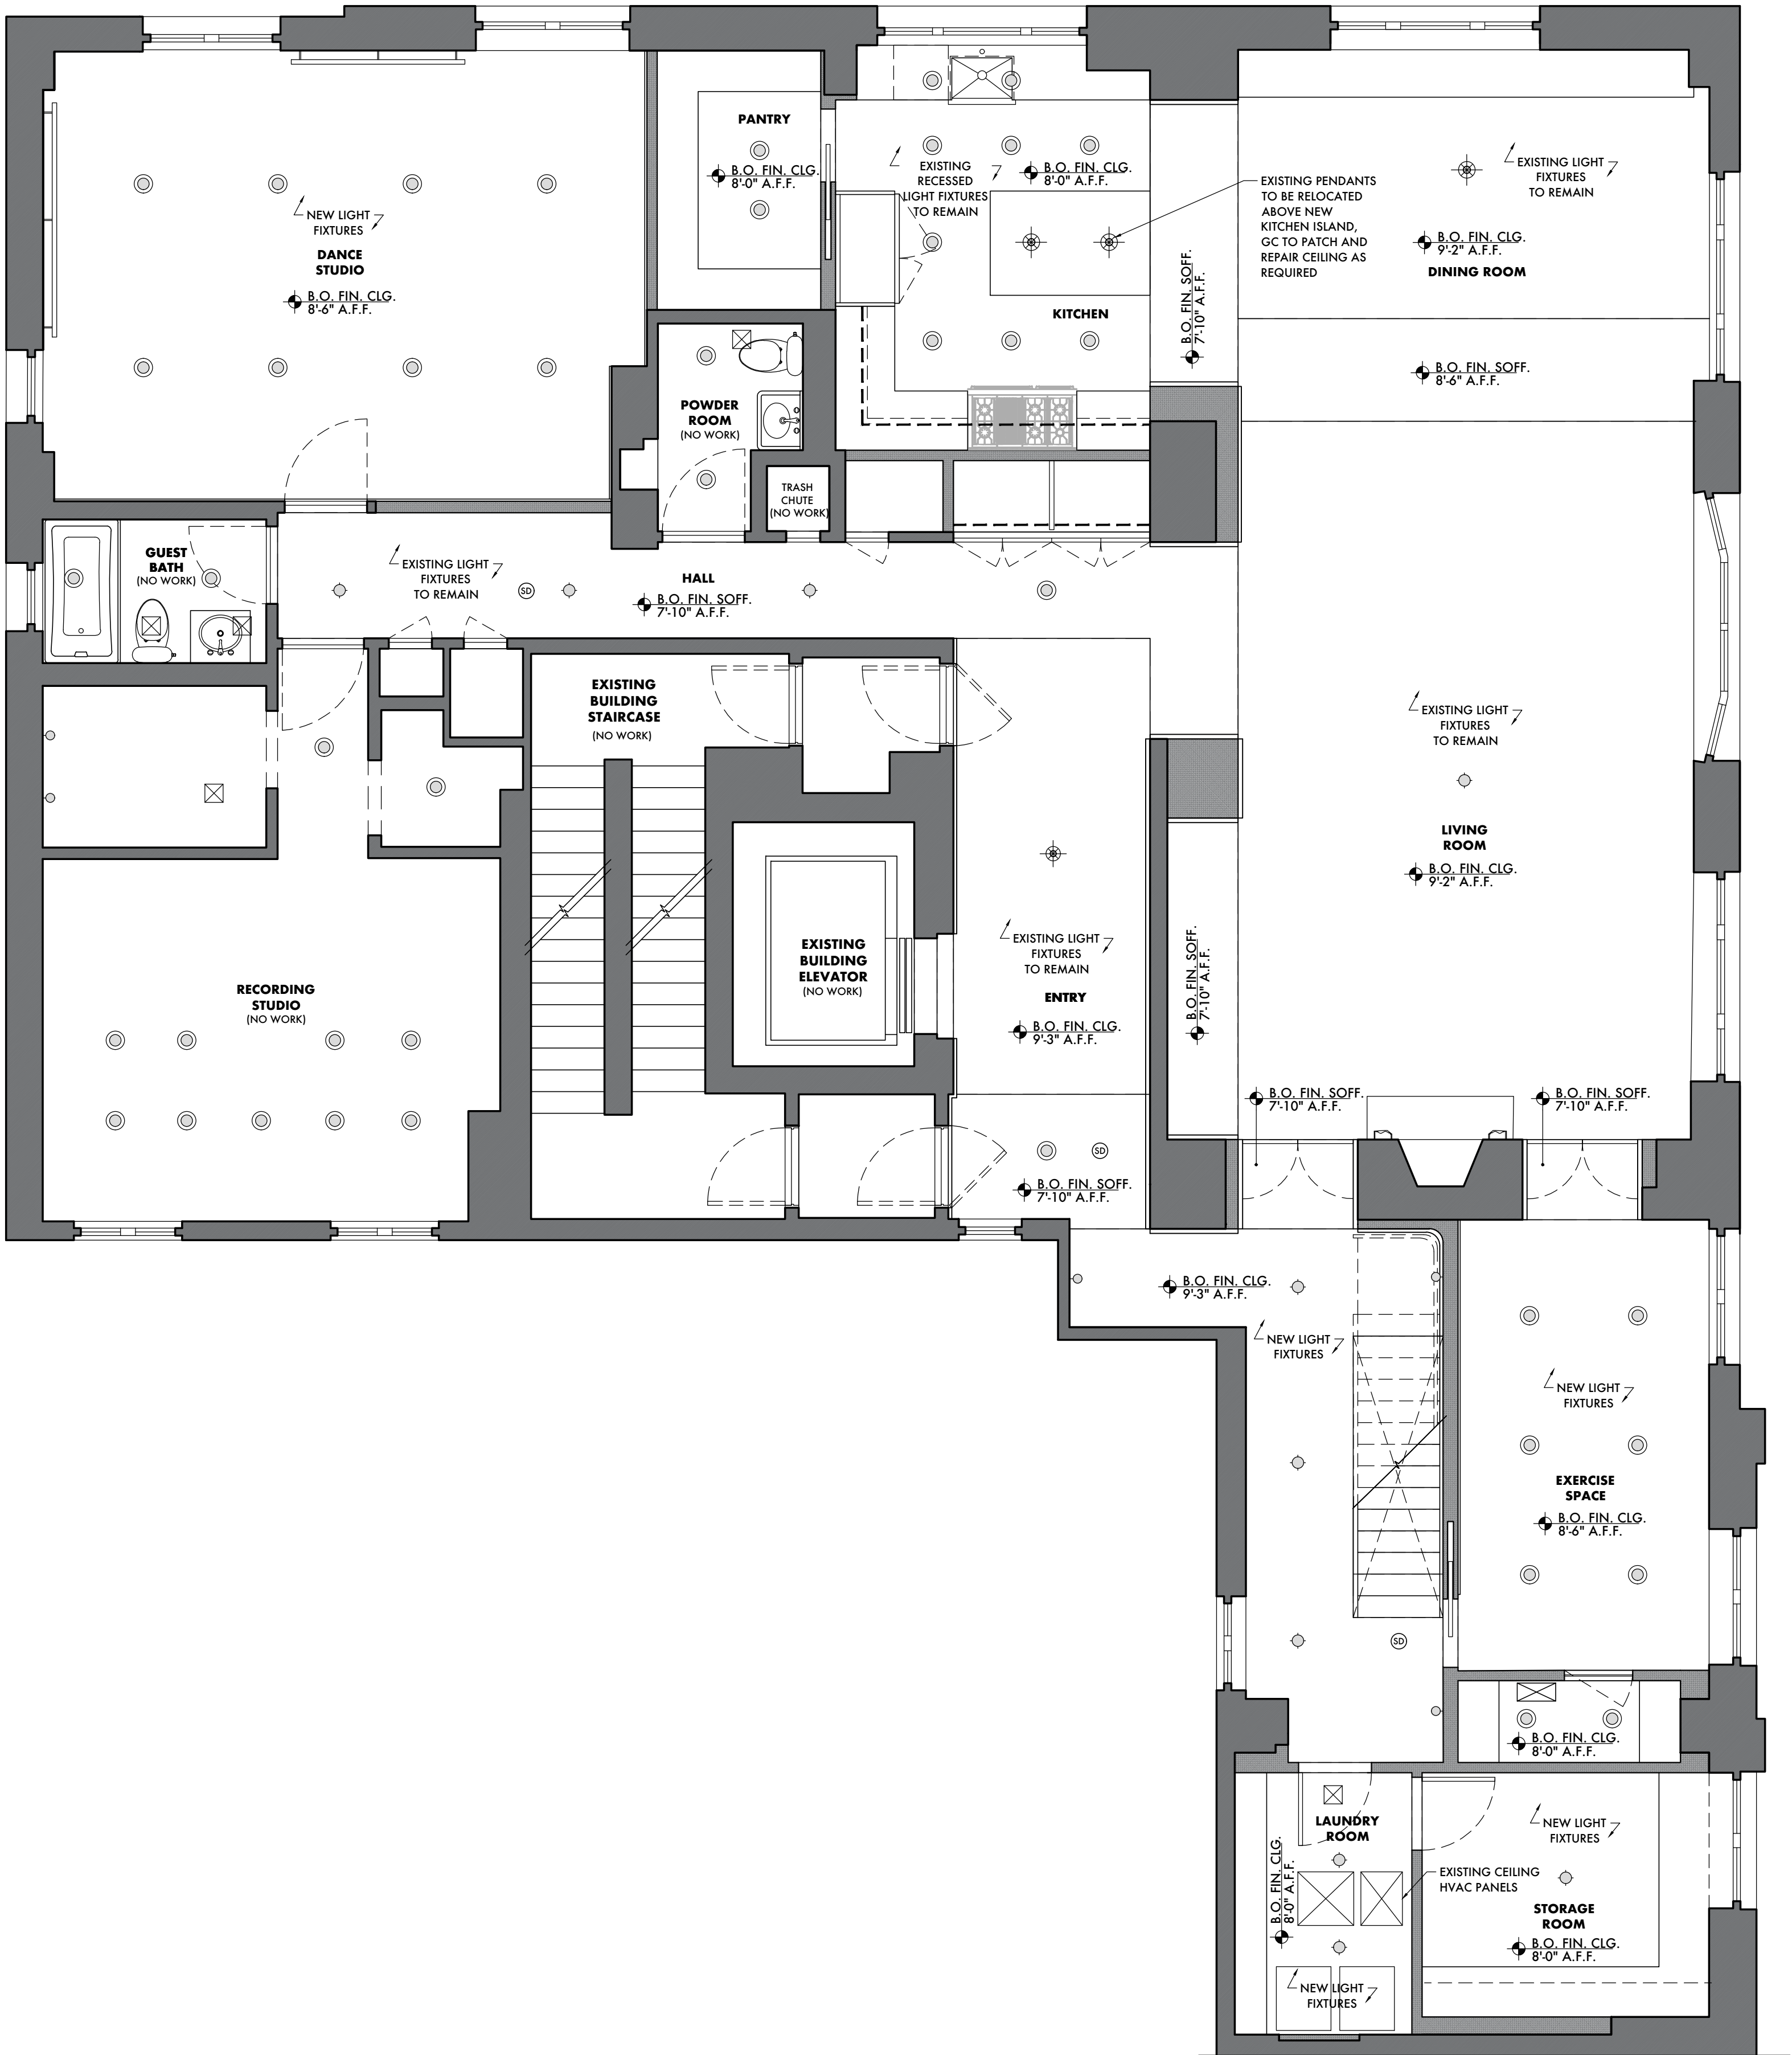 PANTRY
B.O. FIN. CLG.
8'-0" A.F.F.
EXISTING
RECESSED
LIGHT FIXTURES
TO REMAIN
B.O. FIN. CLG.
8'-0" A.F.F.
KITCHEN
EXISTING PENDANTS
TO BE RELOCATED
ABOVE NEW
KITCHEN ISLAND,
GC TO PATCH AND
REPAIR CEILING AS
REQUIRED
EXISTING LIGHT
FIXTURES
TO REMAIN
B.O. FIN. CLG.
9'-2" A.F.F.
DINING ROOM
NEW LIGHT
FIXTURES
DANCE
STUDIO
B.O. FIN. CLG.
8'-6" A.F.F.
B.O. FIN. SOFF.
7'-10" A.F.F.
B.O. FIN. SOFF.
8'-6" A.F.F.
POWDER
ROOM
(NO WORK)
TRASH
CHUTE
(NO WORK)
GUEST
BATH
(NO WORK)
EXISTING LIGHT
FIXTURES
TO REMAIN
SD
HALL
B.O. FIN. SOFF.
7'-10" A.F.F.
EXISTING
BUILDING
STAIRCASE
(NO WORK)
EXISTING LIGHT
FIXTURES
TO REMAIN
LIVING
ROOM
B.O. FIN. CLG.
9'-2" A.F.F.
EXISTING
BUILDING
ELEVATOR
(NO WORK)
EXISTING LIGHT
FIXTURES
TO REMAIN
ENTRY
B.O. FIN. CLG.
9'-3" A.F.F.
B.O. FIN. SOFF.
7'-10" A.F.F.
RECORDING
STUDIO
(NO WORK)
B.O. FIN. SOFF.
7'-10" A.F.F.
B.O. FIN. SOFF.
7'-10" A.F.F.
SD
B.O. FIN. SOFF.
7'-10" A.F.F.
B.O. FIN. CLG.
9'-3" A.F.F.
NEW LIGHT
FIXTURES
NEW LIGHT
FIXTURES
EXERCISE
SPACE
B.O. FIN. CLG.
8'-6" A.F.F.
SD
B.O. FIN. CLG.
8'-0" A.F.F.
LAUNDRY
ROOM
B.O. FIN. CLG.
8'-0" A.F.F.
NEW LIGHT
FIXTURES
EXISTING CEILING
HVAC PANELS
STORAGE
ROOM
B.O. FIN. CLG.
8'-0" A.F.F.
NEW LIGHT
FIXTURES